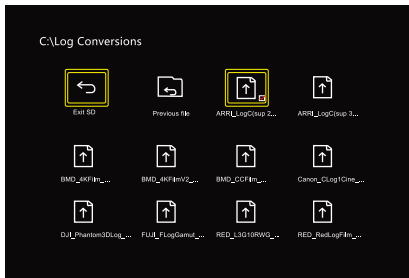 C:\Log Conversions
Exit SD
Previous file
ARRI_LogC(sup 2...
ARRI_LogC(sup 3...
BMD_4KFilm_...
BMD_4KFilmV2_...
BMD_CCFilm_...
Canon_CLog1Cine_...
DJI_Phantom3DLog_...
FUJI_FLogGamut_...
RED_L3G10RWG_...
RED_RedLogFilm_...